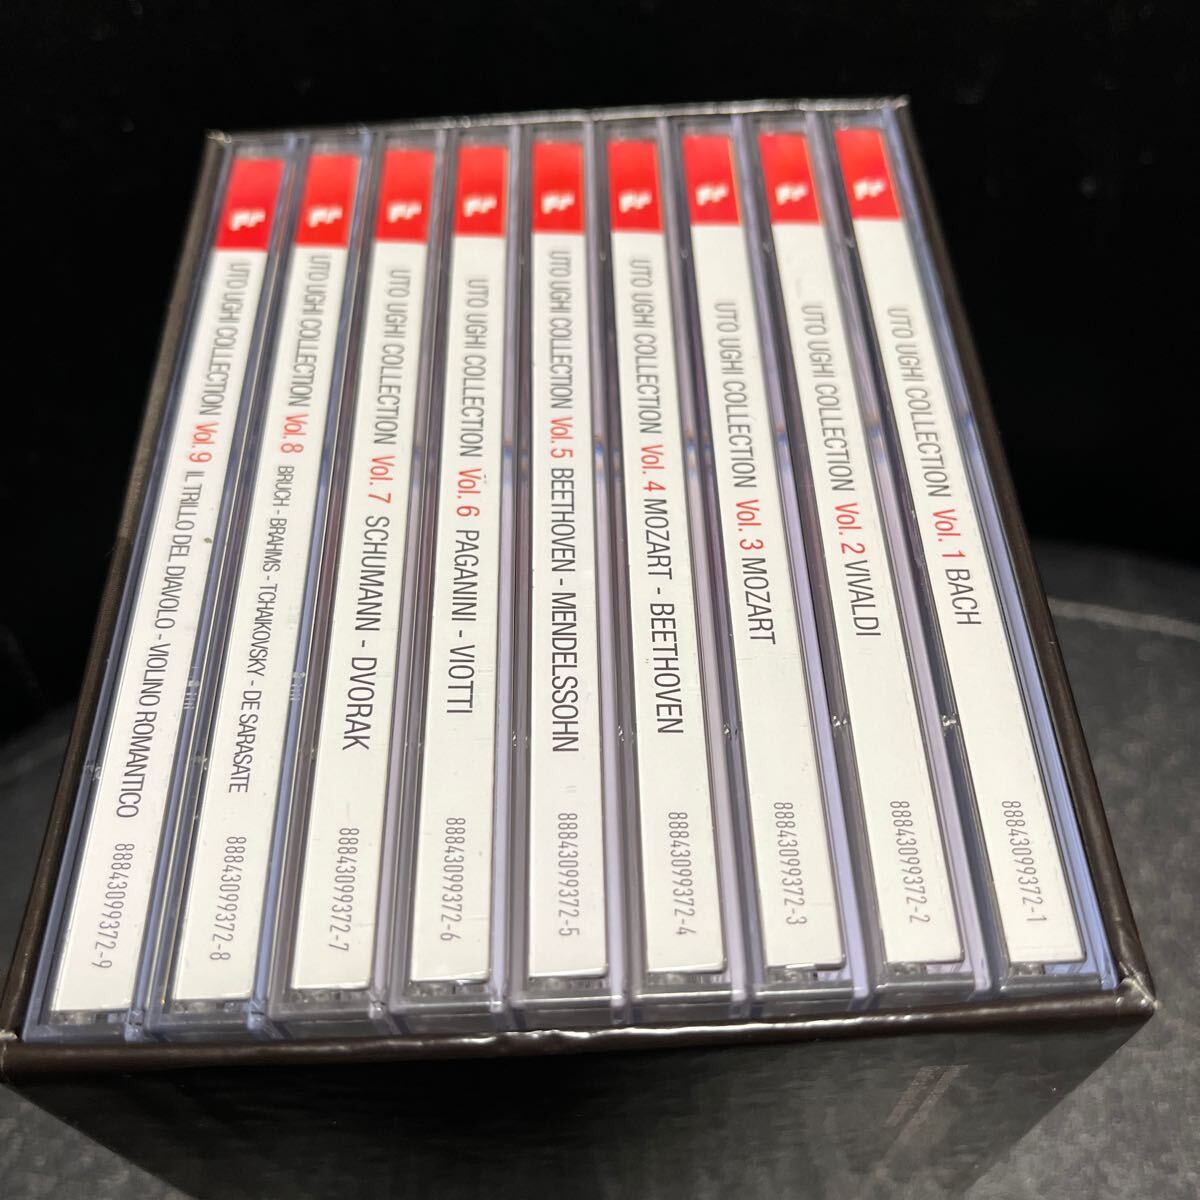 UTO UGHI COLLECTION Vol. 9 IL TRILLO DEL DIAVOLO - VIOLINO ROMANTICO 88843099372-9
UTO UGHI COLLECTION Vol. 8 BRUCH - BRAHMS - TCHAIKOVSKY - DE SARASATE 88843099372-8
UTO UGHI COLLECTION Vol. 7 SCHUMANN - DVORAK 88843099372-7
UTO UGHI COLLECTION Vol. 6 PAGANINI - VIOTTI 88843099372-6
UTO UGHI COLLECTION Vol. 5 BEETHOVEN - MENDELSSOHN 88843099372-5
UTO UGHI COLLECTION Vol. 4 MOZART - BEETHOVEN 88843099372-4
UTO UGHI COLLECTION Vol. 3 MOZART 88843099372-3
UTO UGHI COLLECTION Vol. 2 VIVALDI 88843099372-2
UTO UGHI COLLECTION Vol. 1 BACH 88843099372-1